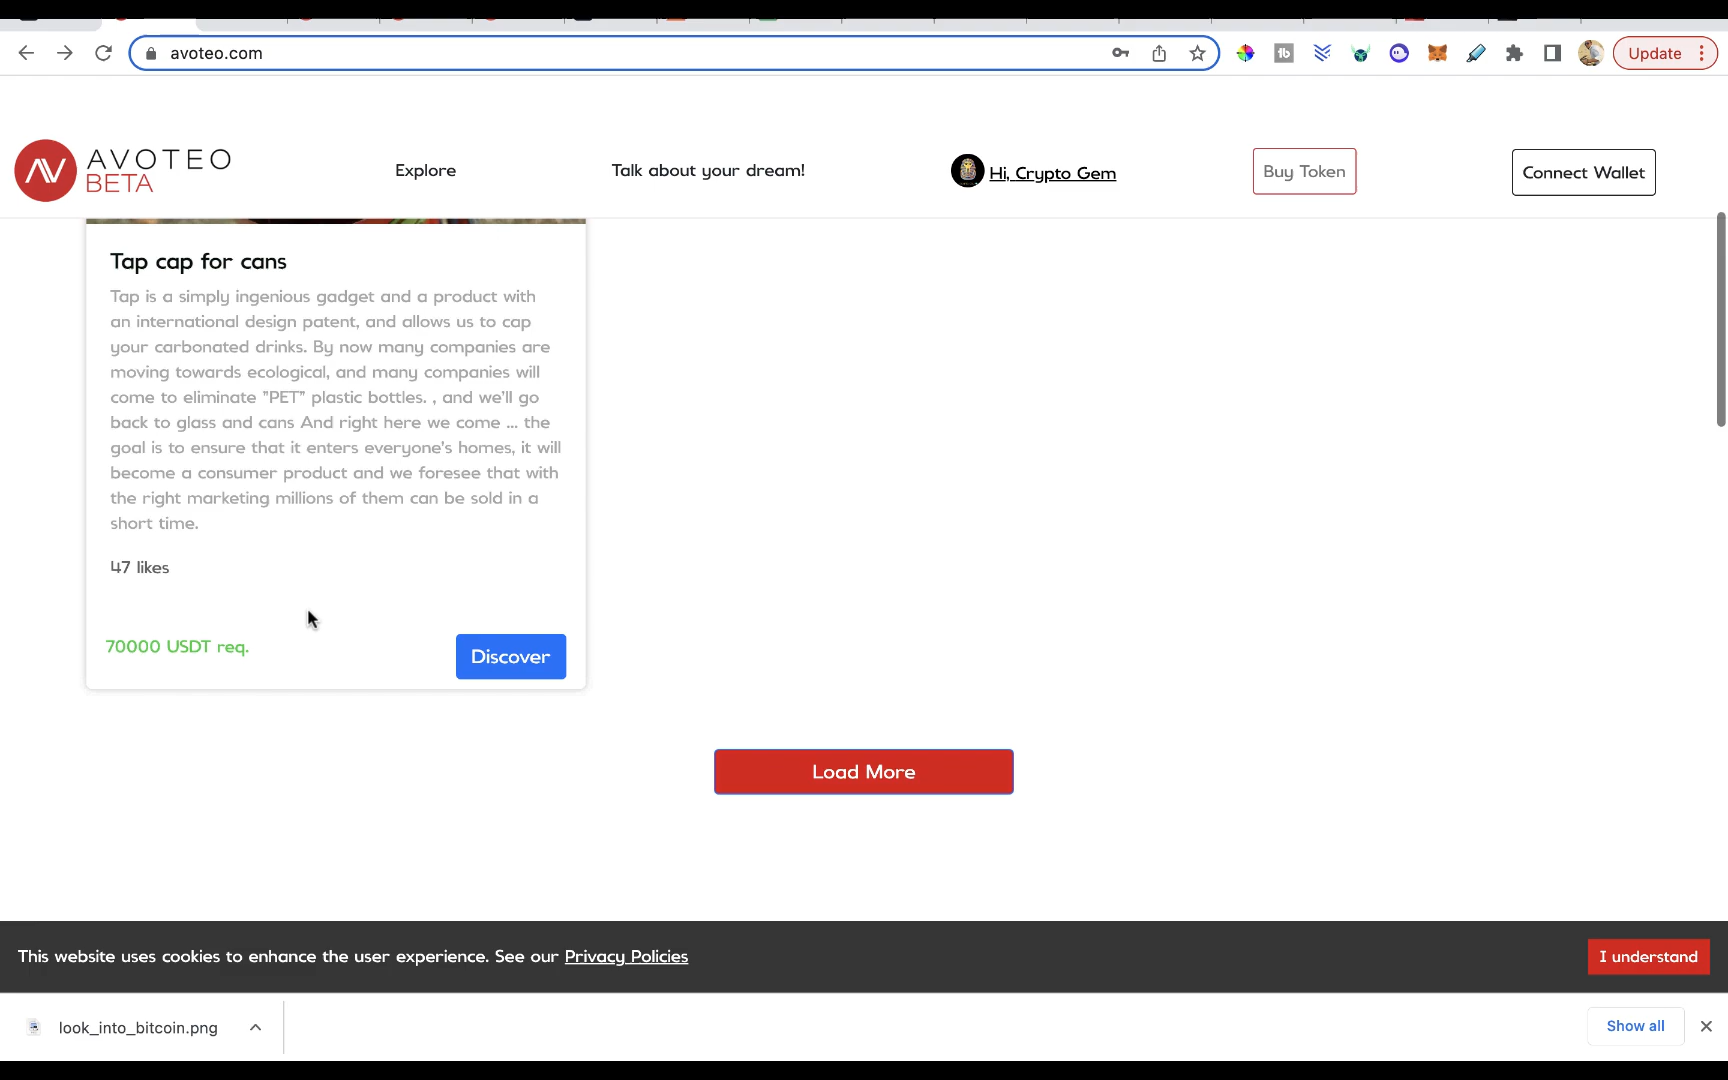 avoteo.com
Update
AVOTEO
BETA
Explore
Talk about your dream!
Hi, Crypto Gem
Buy Token
Connect Wallet
Tap cap for cans
Tap is a simply ingenious gadget and a product with
an international design patent, and allows us to cap
your carbonated drinks. By now many companies are
moving towards ecological, and many companies will
come to eliminate "PET" plastic bottles. , and we'll go
back to glass and cans And right here we come ... the
goal is to ensure that it enters everyone's homes, it will
become a consumer product and we foresee that with
the right marketing millions of them can be sold in a
short time.
47 likes
70000 USDT req.
Discover
Load More
This website uses cookies to enhance the user experience. See our Privacy Policies
I understand
look_into_bitcoin.png
Show all